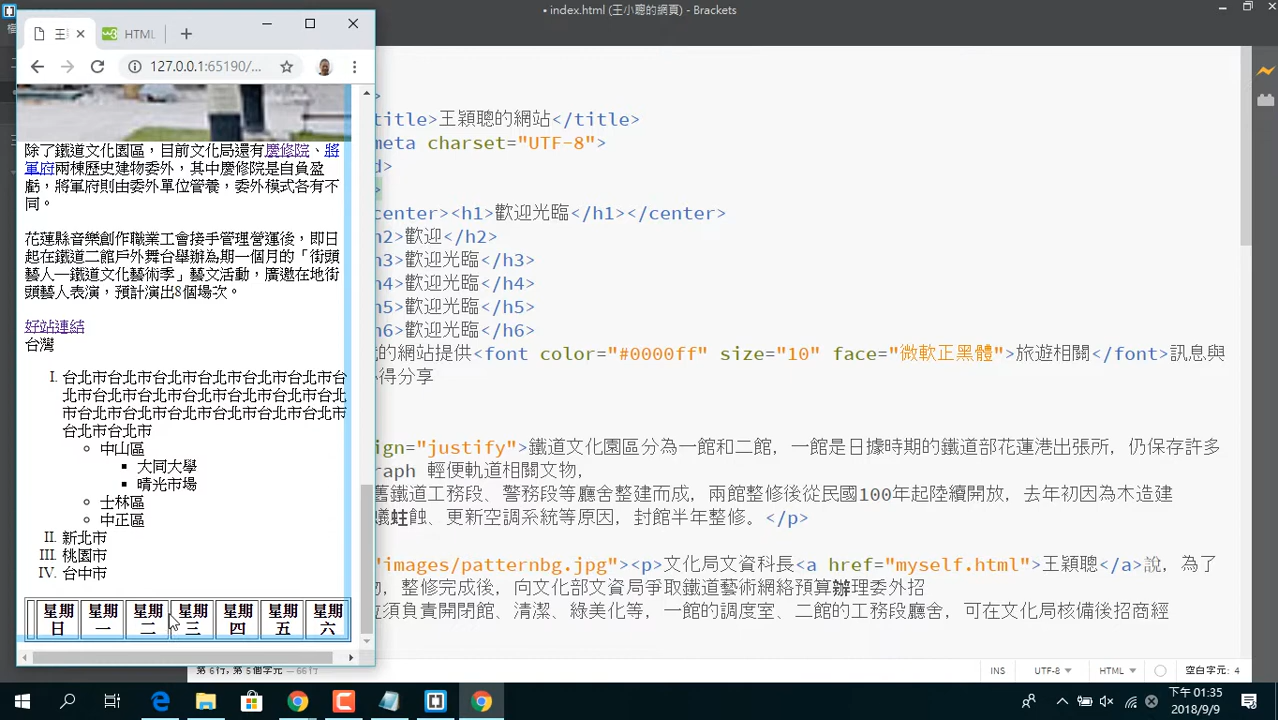 • index.html (王小聰的網頁) - Brackets
王
HTML
127.0.0.1:65190/...
除了鐵道文化園區，目前文化局還有慶修院、將
軍府兩棟歷史建物委外，其中慶修院是自負盈
虧，將軍府則由委外單位管養，委外模式各有不
同。
花蓮縣音樂創作職業工會接手管理營運後，即日
起在鐵道二館戶外舞台舉辦為期一個月的「街頭
藝人—鐵道文化藝術季」藝文活動，廣邀在地街
頭藝人表演，預計演出8個場次。
好站連結
台灣
I. 台北市台北市台北市台北市台北市台北市台
北市台北市台北市台北市台北市台北市台北
市台北市台北市台北市台北市台北市台北市
台北市台北市
中山區
大同大學
晴光市場
士林區
中正區
II. 新北市
III. 桃園市
IV. 台中市
星期日 星期一 星期二 星期三 星期四 星期五 星期六
>
title>王穎聰的網站</title>
meta charset="UTF-8">
d>
>
center><h1>歡迎光臨</h1></center>
h2>歡迎</h2>
h3>歡迎光臨</h3>
h4>歡迎光臨</h4>
h5>歡迎光臨</h5>
h6>歡迎光臨</h6>
的網站提供<font color="#0000ff" size="10" face="微軟正黑體">旅遊相關</font>訊息與
得分享
ign="justify">鐵道文化園區分為一館和二館，一館是日據時期的鐵道部花蓮港出張所，仍保存許多
raph 輕便軌道相關文物，
舊鐵道工務段、警務段等廳舍整建而成，兩館整修後從民國100年起陸續開放，去年初因為木造建
蟻蛀蝕、更新空調系統等原因，封館半年整修。</p>
"images/patternbg.jpg"><p>文化局文資科長<a href="myself.html">王穎聰</a>說，為了
物，整修完成後，向文化部文資局爭取鐵道藝術網絡預算辦理委外招
位須負責開閉館、清潔、綠美化等，一館的調度室、二館的工務段廳舍，可在文化局核備後招商經
第 6 行, 第 5 個字元 — 66 行
INS UTF-8 HTML 空白字元: 4
下午 01:35
2018/9/9